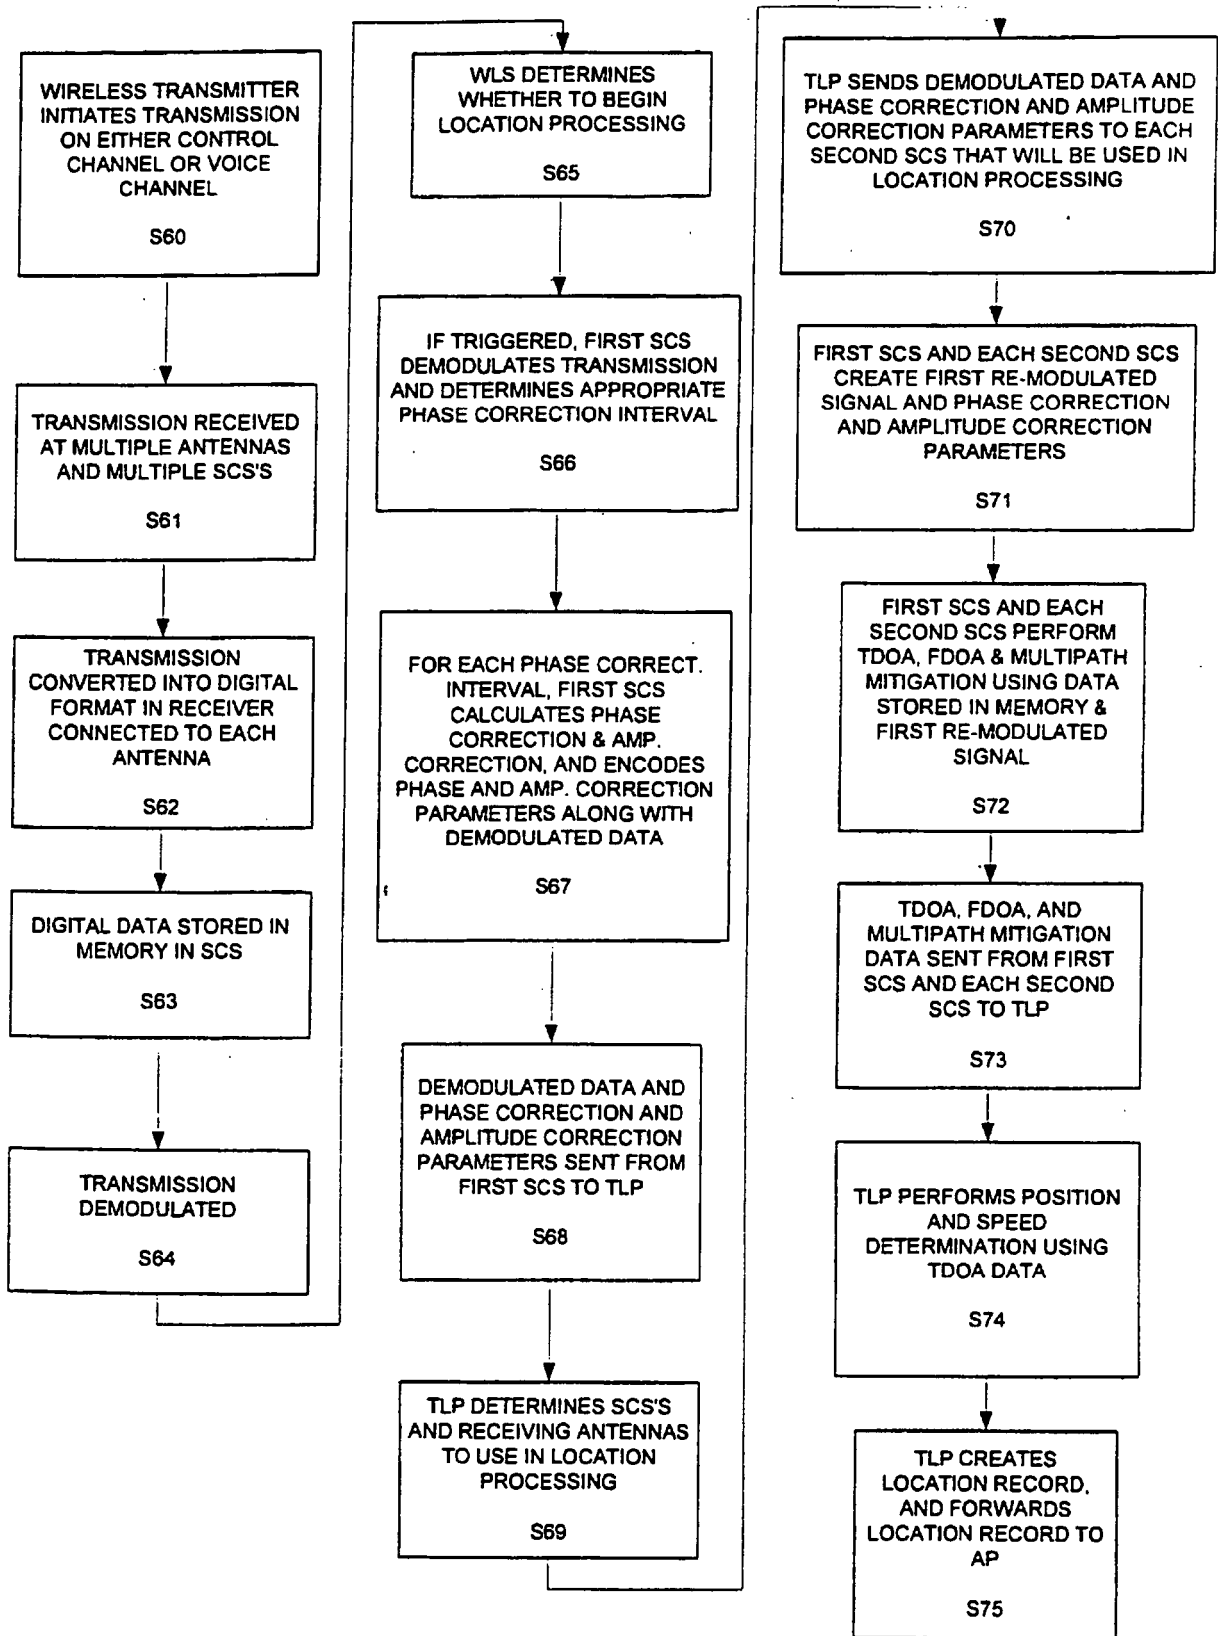 WIRELESS TRANSMITTER
INITIATES TRANSMISSION
ON EITHER CONTROL
CHANNEL OR VOICE
CHANNEL
S60
TRANSMISSION RECEIVED
AT MULTIPLE ANTENNAS
AND MULTIPLE SCS'S
S61
TRANSMISSION
CONVERTED INTO DIGITAL
FORMAT IN RECEIVER
CONNECTED TO EACH
ANTENNA
S62
DIGITAL DATA STORED IN
MEMORY IN SCS
S63
TRANSMISSION
DEMODULATED
S64
WLS DETERMINES
WHETHER TO BEGIN
LOCATION PROCESSING
S65
IF TRIGGERED, FIRST SCS
DEMODULATES TRANSMISSION
AND DETERMINES APPROPRIATE
PHASE CORRECTION INTERVAL
S66
FOR EACH PHASE CORRECT.
INTERVAL, FIRST SCS
CALCULATES PHASE
CORRECTION & AMP.
CORRECTION, AND ENCODES
PHASE AND AMP. CORRECTION
PARAMETERS ALONG WITH
DEMODULATED DATA
S67
DEMODULATED DATA AND
PHASE CORRECTION AND
AMPLITUDE CORRECTION
PARAMETERS SENT FROM
FIRST SCS TO TLP
S68
TLP DETERMINES SCS'S
AND RECEIVING ANTENNAS
TO USE IN LOCATION
PROCESSING
S69
TLP SENDS DEMODULATED DATA AND
PHASE CORRECTION AND AMPLITUDE
CORRECTION PARAMETERS TO EACH
SECOND SCS THAT WILL BE USED IN
LOCATION PROCESSING
S70
FIRST SCS AND EACH SECOND SCS
CREATE FIRST RE-MODULATED
SIGNAL AND PHASE CORRECTION
AND AMPLITUDE CORRECTION
PARAMETERS
S71
FIRST SCS AND EACH
SECOND SCS PERFORM
TDOA, FDOA & MULTIPATH
MITIGATION USING DATA
STORED IN MEMORY &
FIRST RE-MODULATED
SIGNAL
S72
TDOA, FDOA, AND
MULTIPATH MITIGATION
DATA SENT FROM FIRST
SCS AND EACH SECOND
SCS TO TLP
S73
TLP PERFORMS POSITION
AND SPEED
DETERMINATION USING
TDOA DATA
S74
TLP CREATES
LOCATION RECORD,
AND FORWARDS
LOCATION RECORD TO
AP
S75